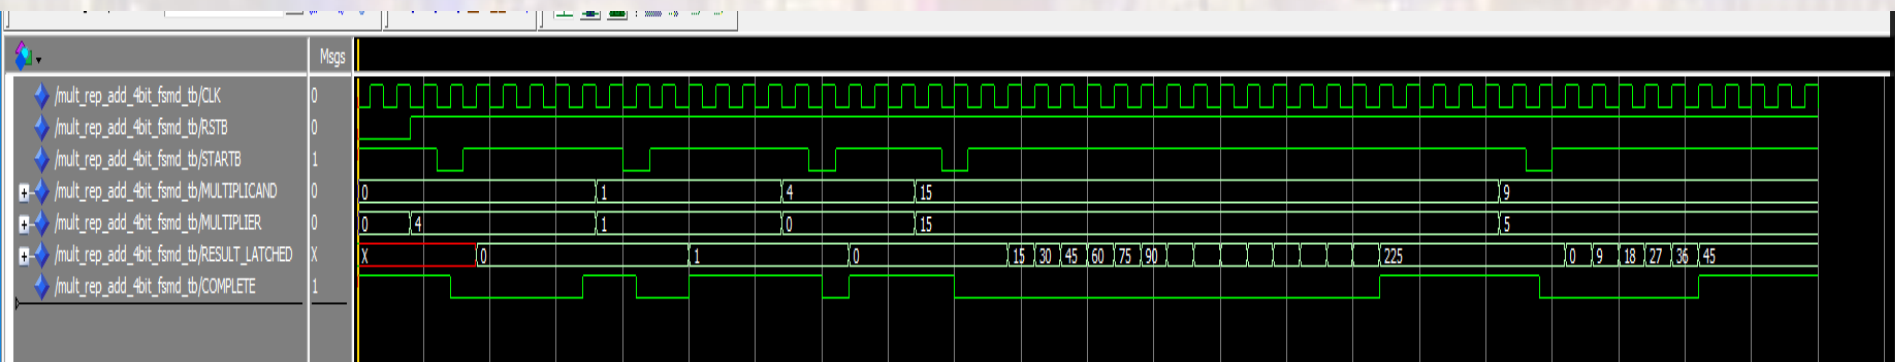 Msgs
/mult_rep_add_4bit_fsmd_tb/CLK 0
/mult_rep_add_4bit_fsmd_tb/RSTB 0
/mult_rep_add_4bit_fsmd_tb/STARTB 1
/mult_rep_add_4bit_fsmd_tb/MULTIPLICAND 0 0 1 4 15 9
/mult_rep_add_4bit_fsmd_tb/MULTIPLIER 0 0 4 1 0 15 5
/mult_rep_add_4bit_fsmd_tb/RESULT_LATCHED X X 0 1 0 15 30 45 60 75 90 225 0 9 18 27 36 45
/mult_rep_add_4bit_fsmd_tb/COMPLETE 1